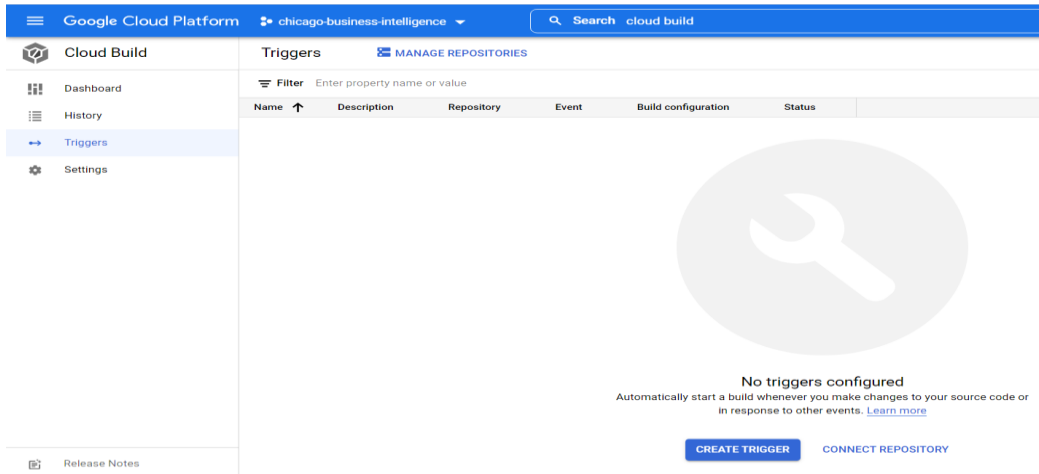 Google Cloud Platform chicago-business-intelligence Search cloud build
Cloud Build Triggers MANAGE REPOSITORIES
Dashboard
History
Triggers
Settings
Release Notes
Filter Enter property name or value
Name Description Repository Event Build configuration Status
No triggers configured
Automatically start a build whenever you make changes to your source code or
in response to other events. Learn more
CREATE TRIGGER CONNECT REPOSITORY